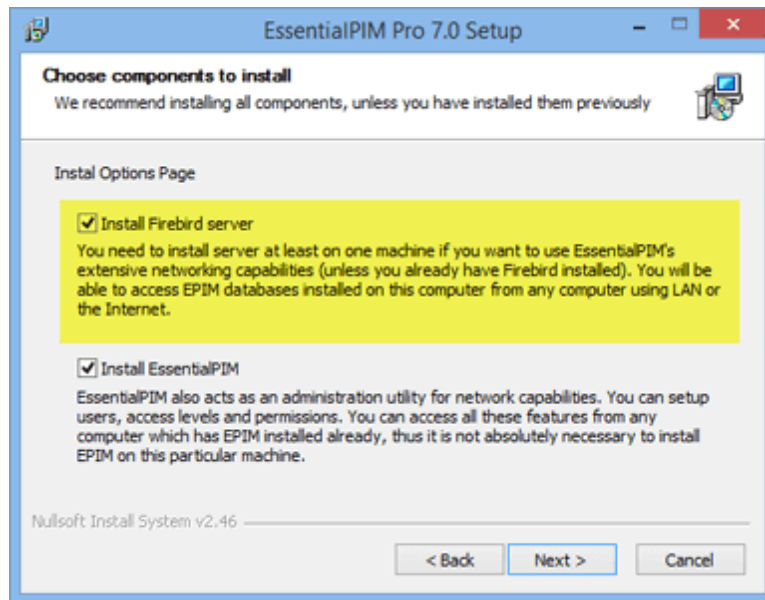 EssentialPIM Pro 7.0 Setup
Choose components to install
We recommend installing all components, unless you have installed them previously
Instal Options Page
Install Firebird server
You need to install server at least on one machine if you want to use EssentialPIM's
extensive networking capabilities (unless you already have Firebird installed). You will be
able to access EPIM databases installed on this computer from any computer using LAN or
the Internet.
Install EssentialPIM
EssentialPIM also acts as an administration utility for network capabilities. You can setup
users, access levels and permissions. You can access all these features from any
computer which has EPIM installed already, thus it is not absolutely necessary to install
EPIM on this particular machine.
Nullsoft Install System v2.46
< Back Next > Cancel